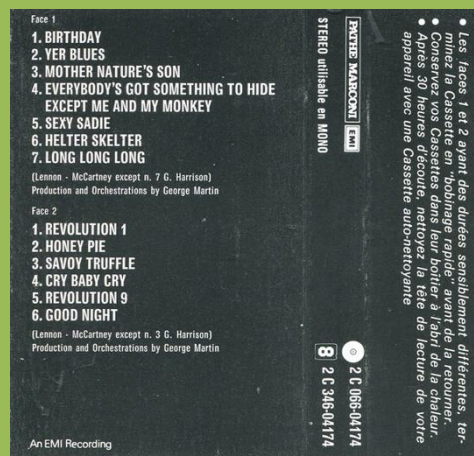 Face 1
1. BIRTHDAY
2. YER BLUES
3. MOTHER NATURE'S SON
4. EVERYBODY'S GOT SOMETHING TO HIDE
EXCEPT ME AND MY MONKEY
5. SEXY SADIE
6. HELTER SKELTER
7. LONG LONG LONG
(Lennon - McCartney except n. 7 G. Harrison)
Production and Orchestrations by George Martin
Face 2
1. REVOLUTION 1
2. HONEY PIE
3. SAVOY TRUFFLE
4. CRY BABY CRY
5. REVOLUTION 9
6. GOOD NIGHT
(Lennon - McCartney except n. 3 G. Harrison)
Production and Orchestrations by George Martin
An EMI Recording
PATHE MARCONI EMI
STEREO utilisable en MONO
2 C 066-04174
8 2 C 346-04174
• Les faces 1 et 2 ayant des durées sensiblement différentes, ter-
minez la Cassette en "bobinage rapide" avant de la retourner.
• Conservez vos Cassettes dans leur boîtier à l'abri de la chaleur.
• Après 30 heures d'écoute, nettoyez la tête de lecture de votre
appareil avec une Cassette auto-nettoyante